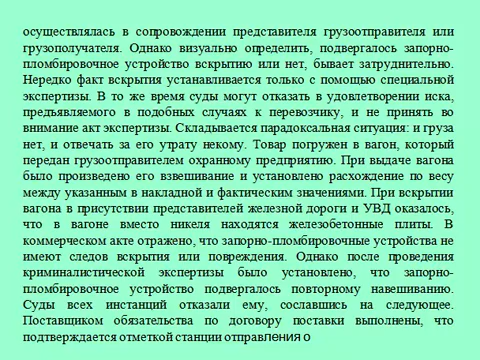 осуществлялась в сопровождении представителя грузоотправителя или
грузополучателя. Однако визуально определить, подвергалось запорно-
пломбировочное устройство вскрытию или нет, бывает затруднительно.
Нередко факт вскрытия устанавливается только с помощью специальной
экспертизы. В то же время суды могут отказать в удовлетворении иска,
предъявляемого в подобных случаях к перевозчику, и не принять во
внимание акт экспертизы. Складывается парадоксальная ситуация: и груза
нет, и отвечать за его утрату некому. Товар погружен в вагон, который
передан грузоотправителем охранному предприятию. При выдаче вагона
было произведено его взвешивание и установлено расхождение по весу
между указанным в накладной и фактическим значениями. При вскрытии
вагона в присутствии представителей железной дороги и УВД оказалось,
что в вагоне вместо никеля находятся железобетонные плиты. В
коммерческом акте отражено, что запорно-пломбировочные устройства не
имеют следов вскрытия или повреждения. Однако после проведения
криминалистической экспертизы было установлено, что запорно-
пломбировочное устройство подвергалось повторному навешиванию.
Суды всех инстанций отказали ему, сославшись на следующее.
Поставщиком обязательства по договору поставки выполнены, что
подтверждается отметкой станции отправления о